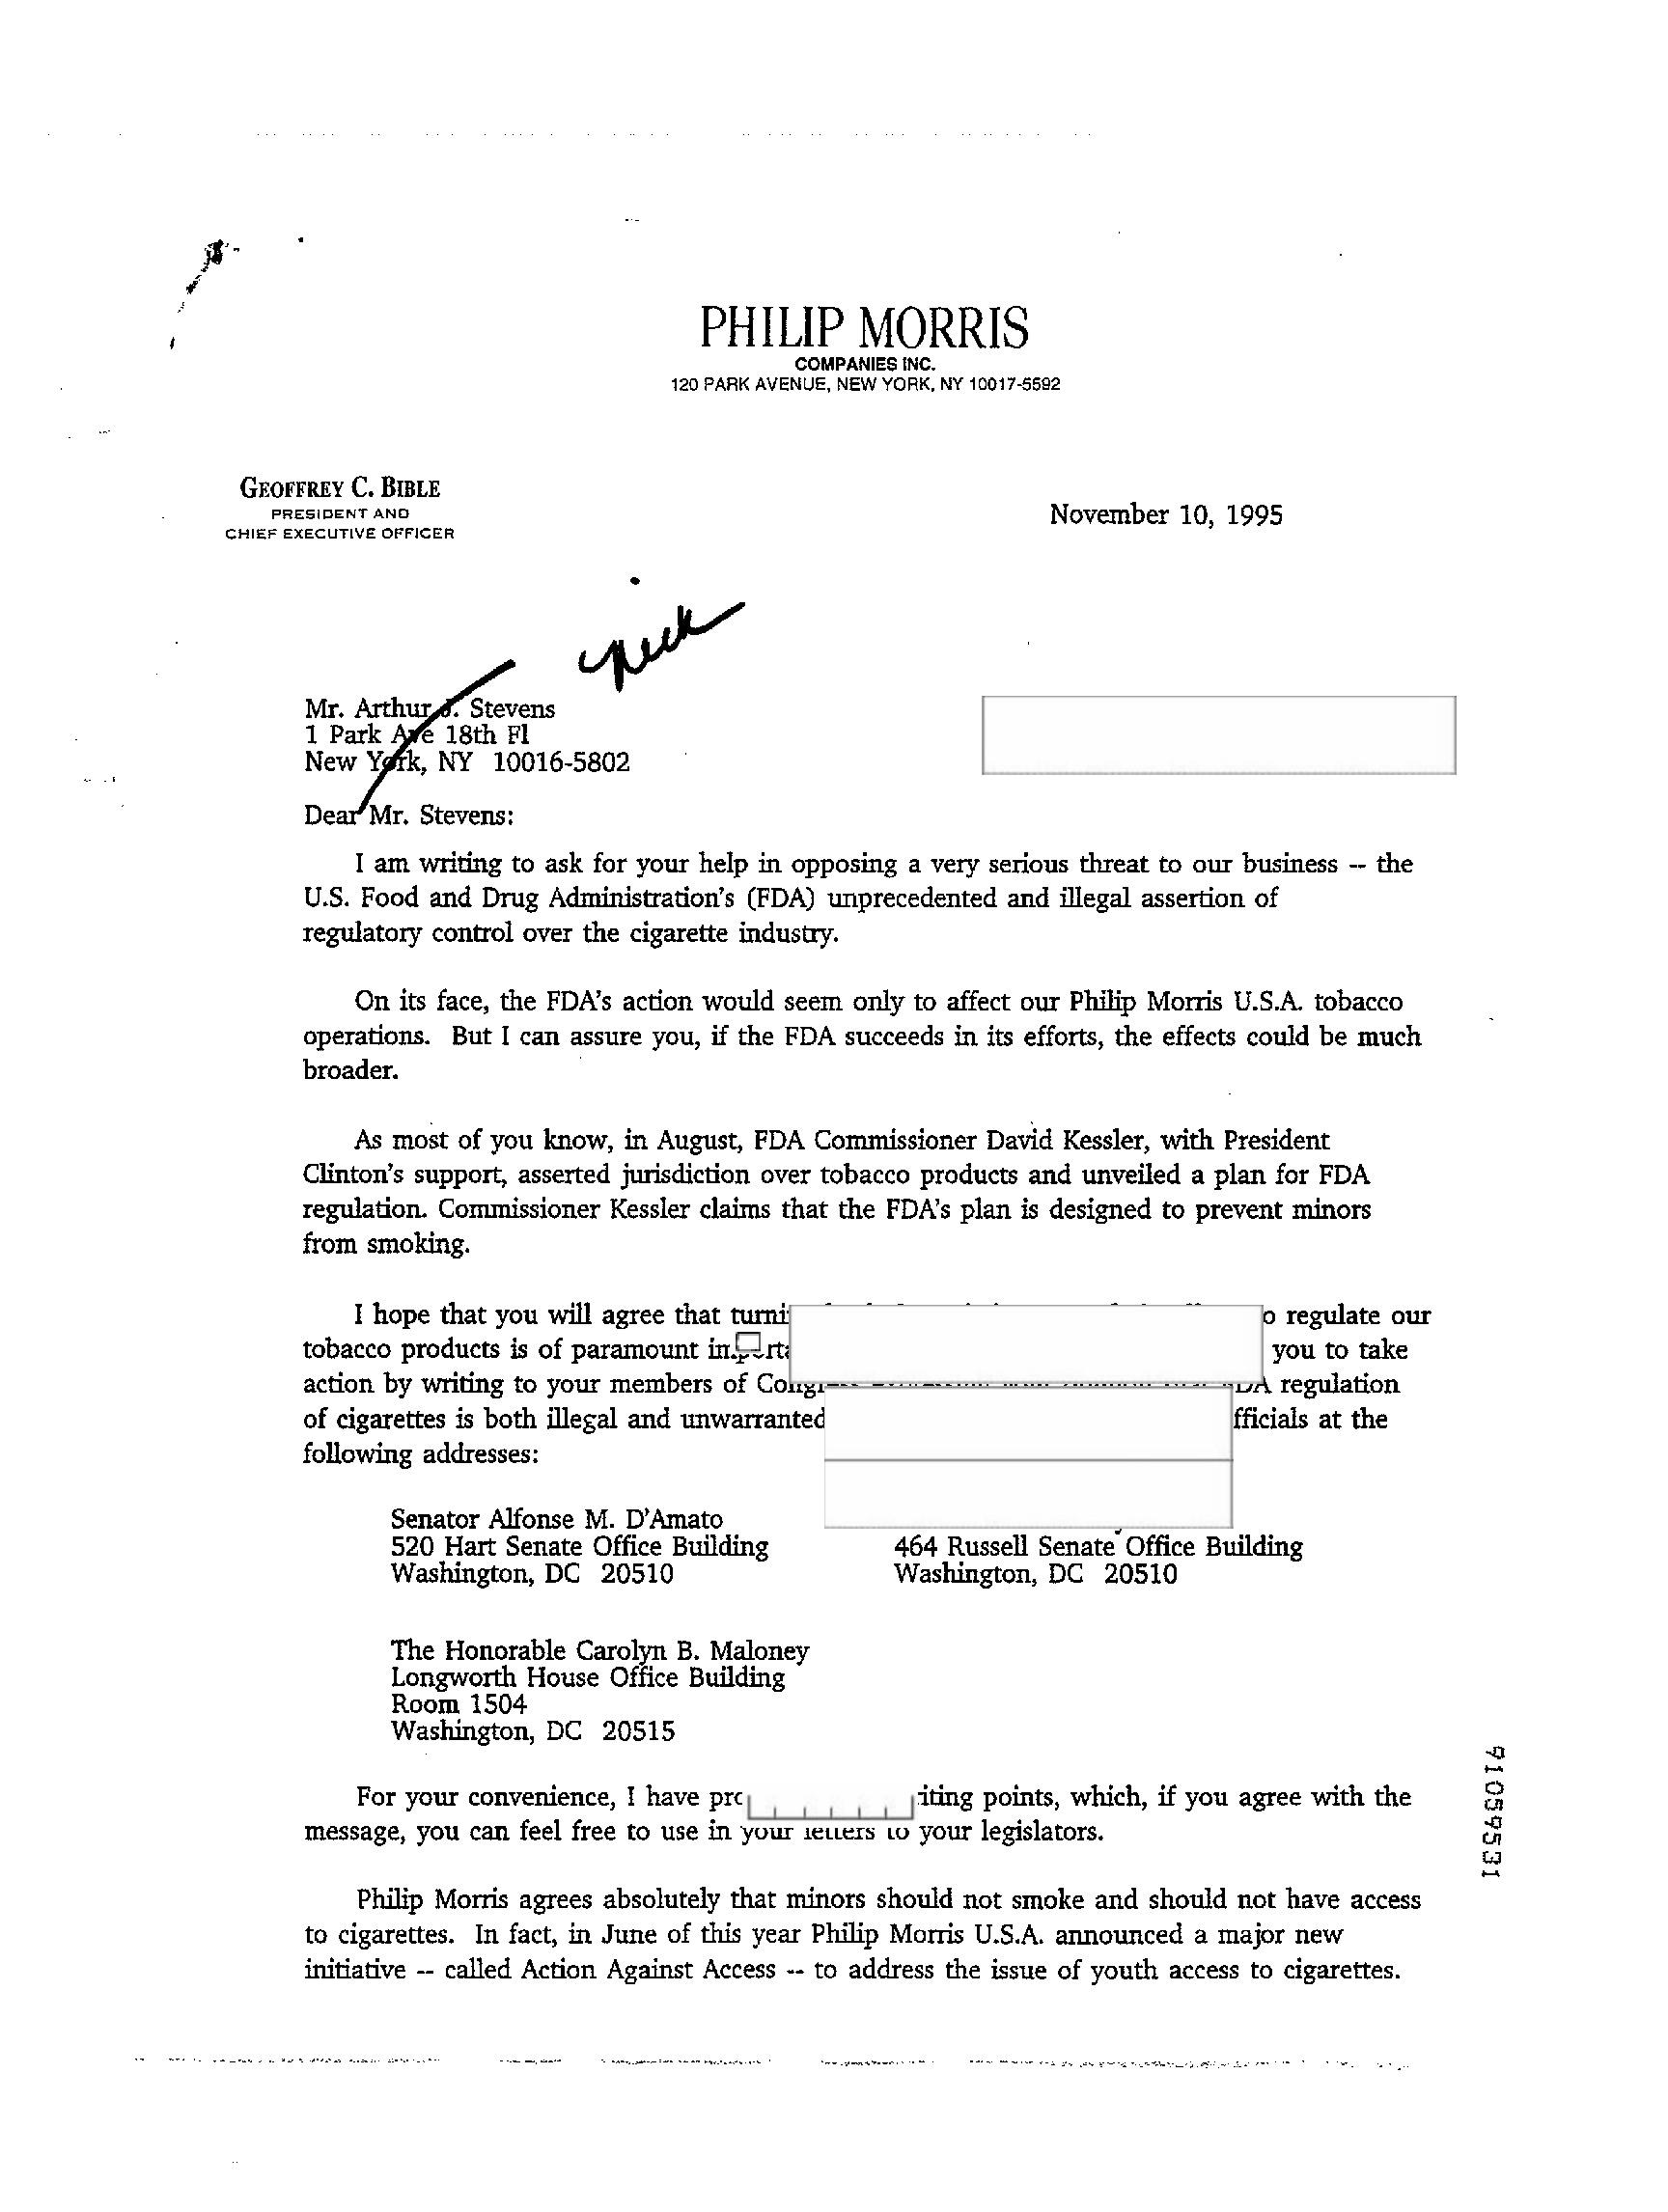 PHILIP MORRIS
COMPANIES INC.
120 PARK AVENUE, NEW YORK, NY 10017-5592
GEOFFREY C. BIBLE
PRESIDENT AND
CHIEF EXECUTIVE OFFICER
November 10, 1995
Mr. Arthur J. Stevens
1 Park Ave 18th Fl
New York, NY 10016-5802
Dear Mr. Stevens:
I am writing to ask for your help in opposing a very serious threat to our business -- the
U.S. Food and Drug Administration's (FDA) unprecedented and illegal assertion of
regulatory control over the cigarette industry.
On its face, the FDA's action would seem only to affect our Philip Morris U.S.A. tobacco
operations. But I can assure you, if the FDA succeeds in its efforts, the effects could be much
broader.
As most of you know, in August, FDA Commissioner David Kessler, with President
Clinton's support, asserted jurisdiction over tobacco products and unveiled a plan for FDA
regulation. Commissioner Kessler claims that the FDA's plan is designed to prevent minors
from smoking.
I hope that you will agree that regulate our
tobacco products is of paramount you to take
action by writing to your members of regulation
of cigarettes is both illegal and unwarranted at the
following addresses:
Senator Alfonse M. D'Amato
520 Hart Senate Office Building
Washington, DC 20510
464 Russell Senate Office Building
Washington, DC 20510
The Honorable Carolyn B. Maloney
Longworth House Office Building
Room 1504
Washington, DC 20515
For your convenience, I have points, which, if you agree with the
message, you can feel free to use in your letters to your legislators.
Philip Morris agrees absolutely that minors should not smoke and should not have access
to cigarettes. In fact, in June of this year Philip Morris U.S.A. announced a major new
initiative -- called Action Against Access -- to address the issue of youth access to cigarettes.
91059531